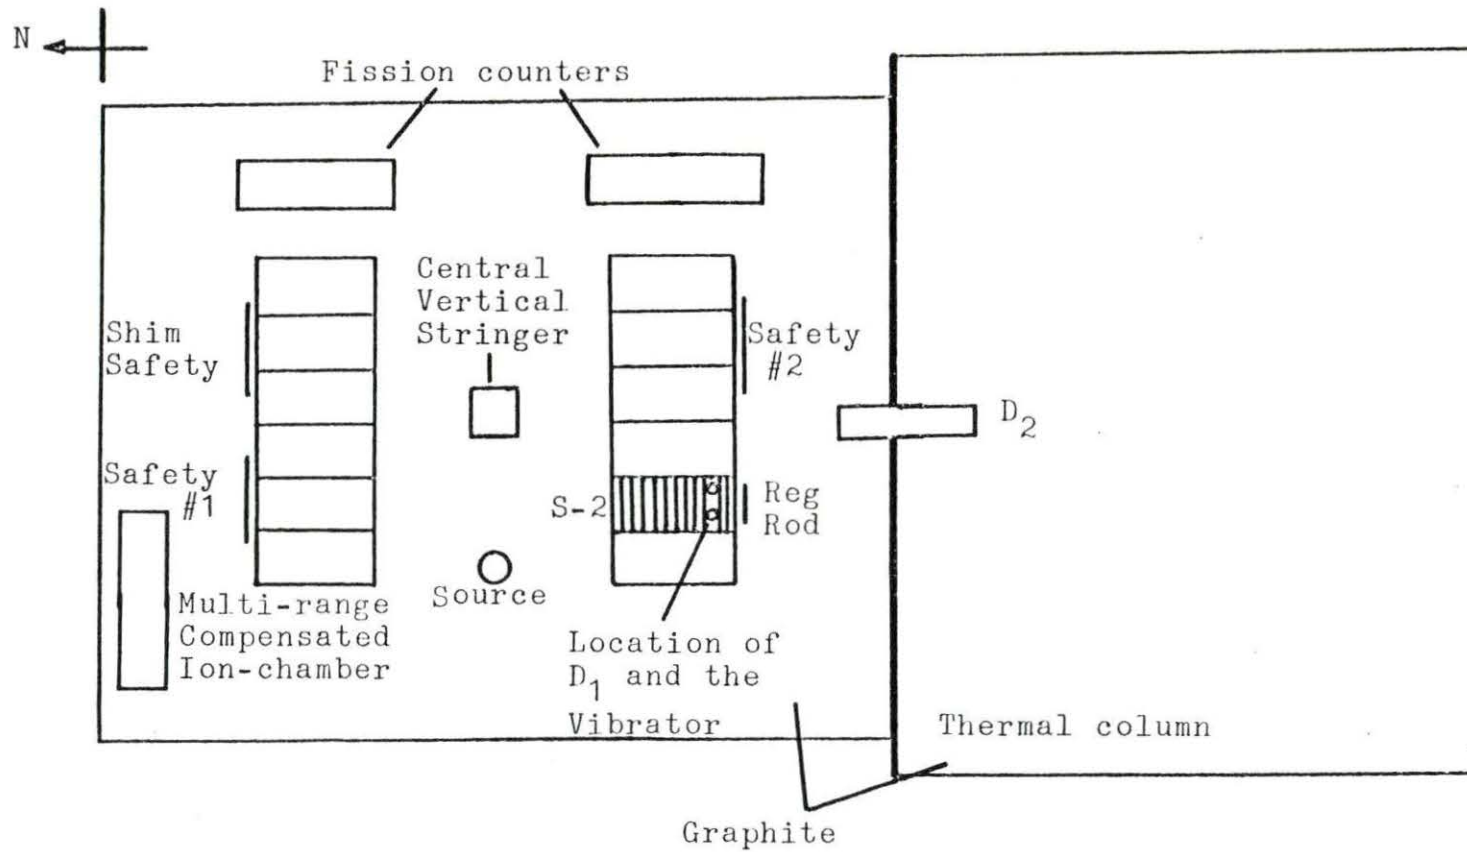 N
Fission counters
Central
Vertical
Stringer
Shim
Safety
Safety
#2
D2
Safety
#1
S-2
Reg
Rod
Source
Multi-range
Compensated
Ion-chamber
Location of
D1 and the
Vibrator
Thermal column
Graphite